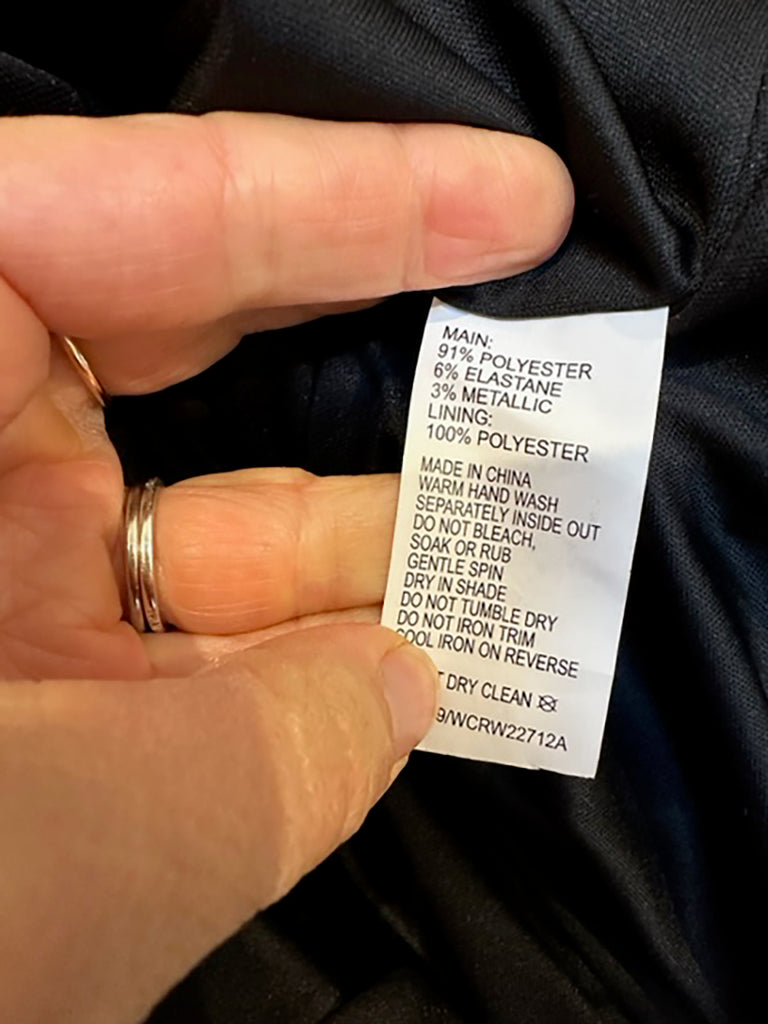 MAIN:
91% POLYESTER
6% ELASTANE
3% METALLIC
LINING:
100% POLYESTER
MADE IN CHINA
WARM HAND WASH
SEPARATELY INSIDE OUT
DO NOT BLEACH,
SOAK OR RUB
GENTLE SPIN
DRY IN SHADE
DO NOT TUMBLE DRY
DO NOT IRON TRIM
COOL IRON ON REVERSE
T DRY CLEAN
9/WCRW22712A